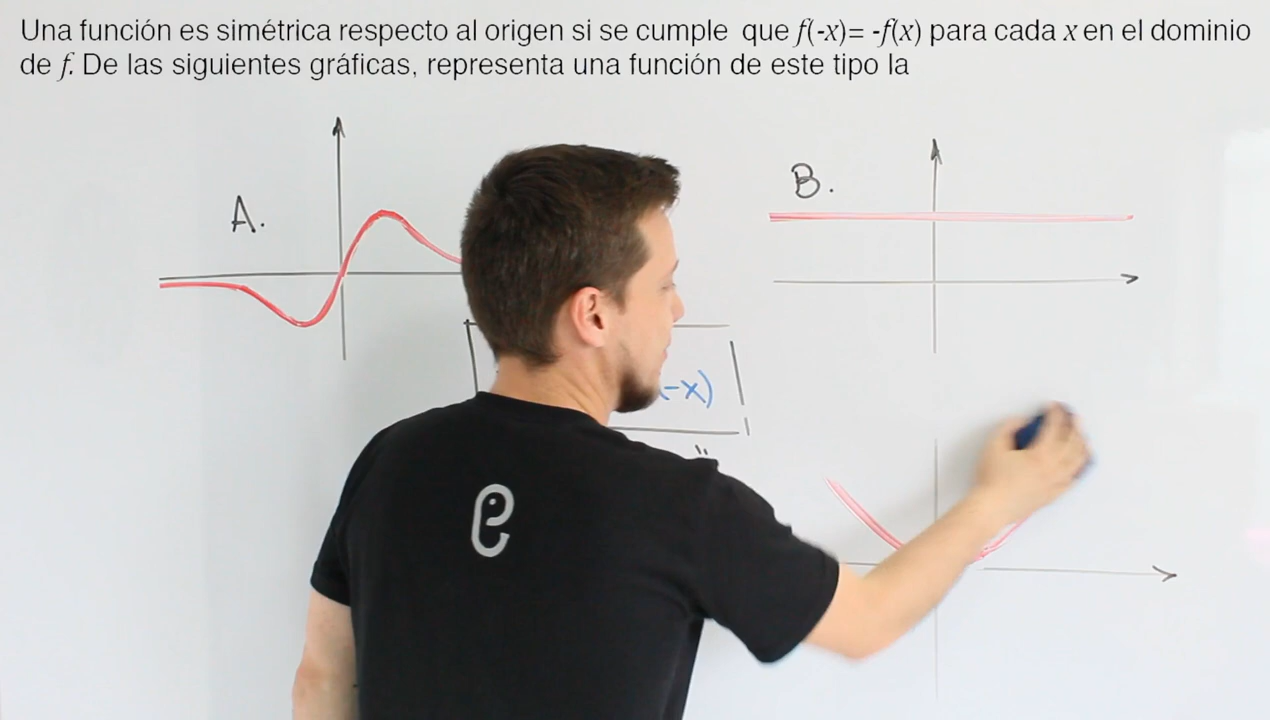 Una función es simétrica respecto al origen si se cumple que f(-x)= -f(x) para cada x en el dominio
de f. De las siguientes gráficas, representa una función de este tipo la
A.
B.
(-x)
"